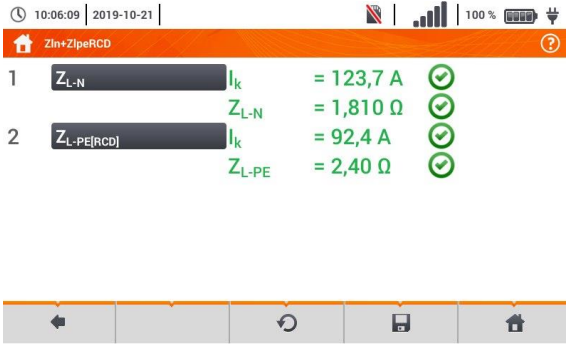 10:06:09 2019-10-21 100 %
Zln+ZlpeRCD ?
1 ZL-N Ik = 123,7 A
ZL-N = 1,810 Ω
2 ZL-PE[RCD] Ik = 92,4 A
ZL-PE = 2,40 Ω